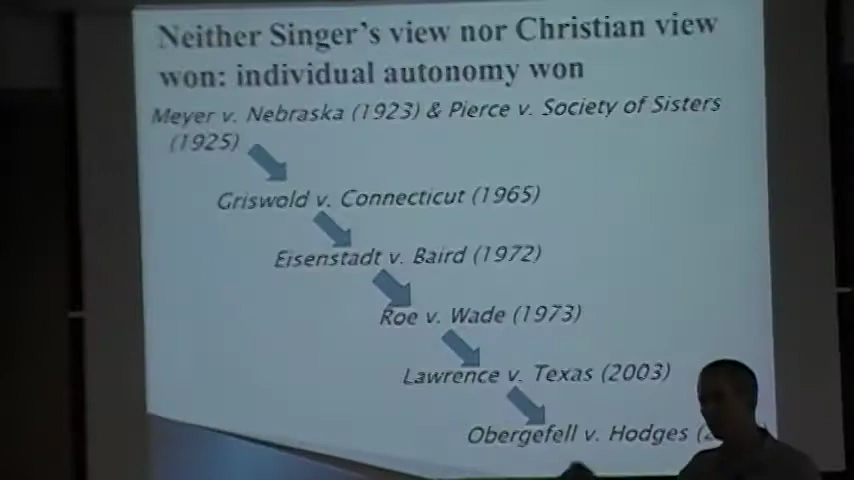 Neither Singer's view nor Christian view
won: individual autonomy won
Meyer v. Nebraska (1923) & Pierce v. Society of Sisters
(1925)
Griswold v. Connecticut (1965)
Eisenstadt v. Baird (1972)
Roe v. Wade (1973)
Lawrence v. Texas (2003)
Obergefell v. Hodges (